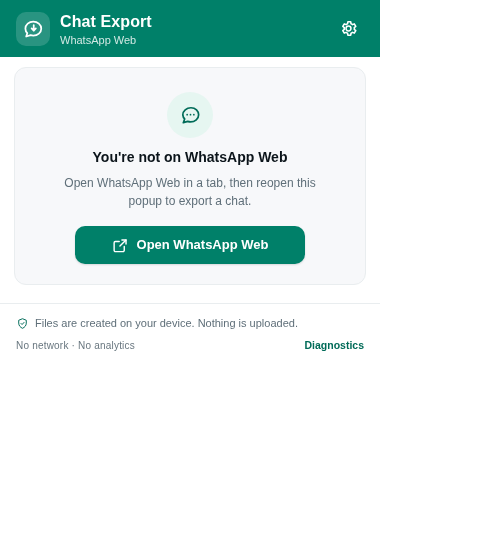 Chat Export
WhatsApp Web
You're not on WhatsApp Web
Open WhatsApp Web in a tab, then reopen this
popup to export a chat.
Open WhatsApp Web
Files are created on your device. Nothing is uploaded.
No network · No analytics
Diagnostics